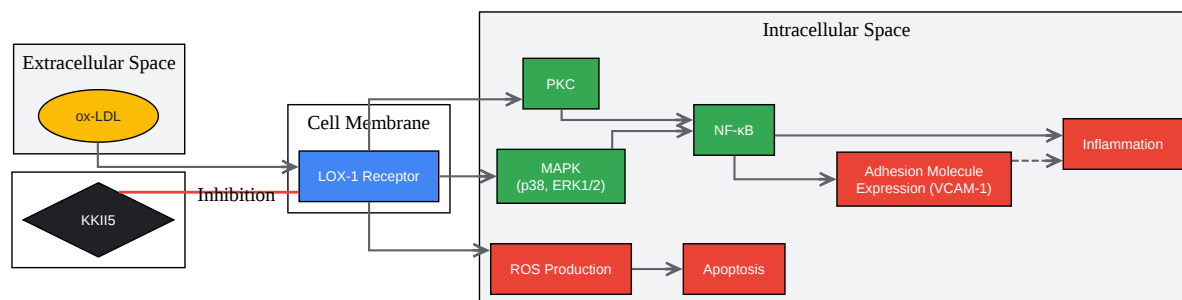 Intracellular Space
Extracellular Space
ox-LDL
PKC
Cell Membrane
NF-κB
Inflammation
MAPK
(p38, ERK1/2)
Adhesion Molecule
Expression (VCAM-1)
LOX-1 Receptor
Inhibition
KKII5
ROS Production
Apoptosis